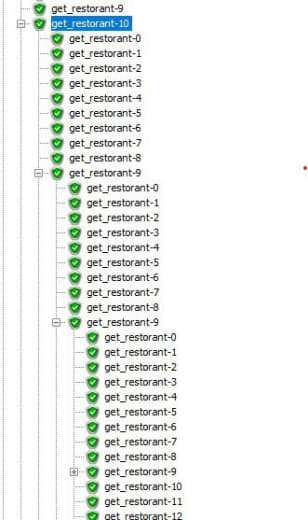 get_restorant-9
get_restorant-10
get_restorant-0
get_restorant-1
get_restorant-2
get_restorant-3
get_restorant-4
get_restorant-5
get_restorant-6
get_restorant-7
get_restorant-8
get_restorant-9
get_restorant-0
get_restorant-1
get_restorant-2
get_restorant-3
get_restorant-4
get_restorant-5
get_restorant-6
get_restorant-7
get_restorant-8
get_restorant-9
get_restorant-0
get_restorant-1
get_restorant-2
get_restorant-3
get_restorant-4
get_restorant-5
get_restorant-6
get_restorant-7
get_restorant-8
get_restorant-9
get_restorant-10
get_restorant-11
get_restorant-12